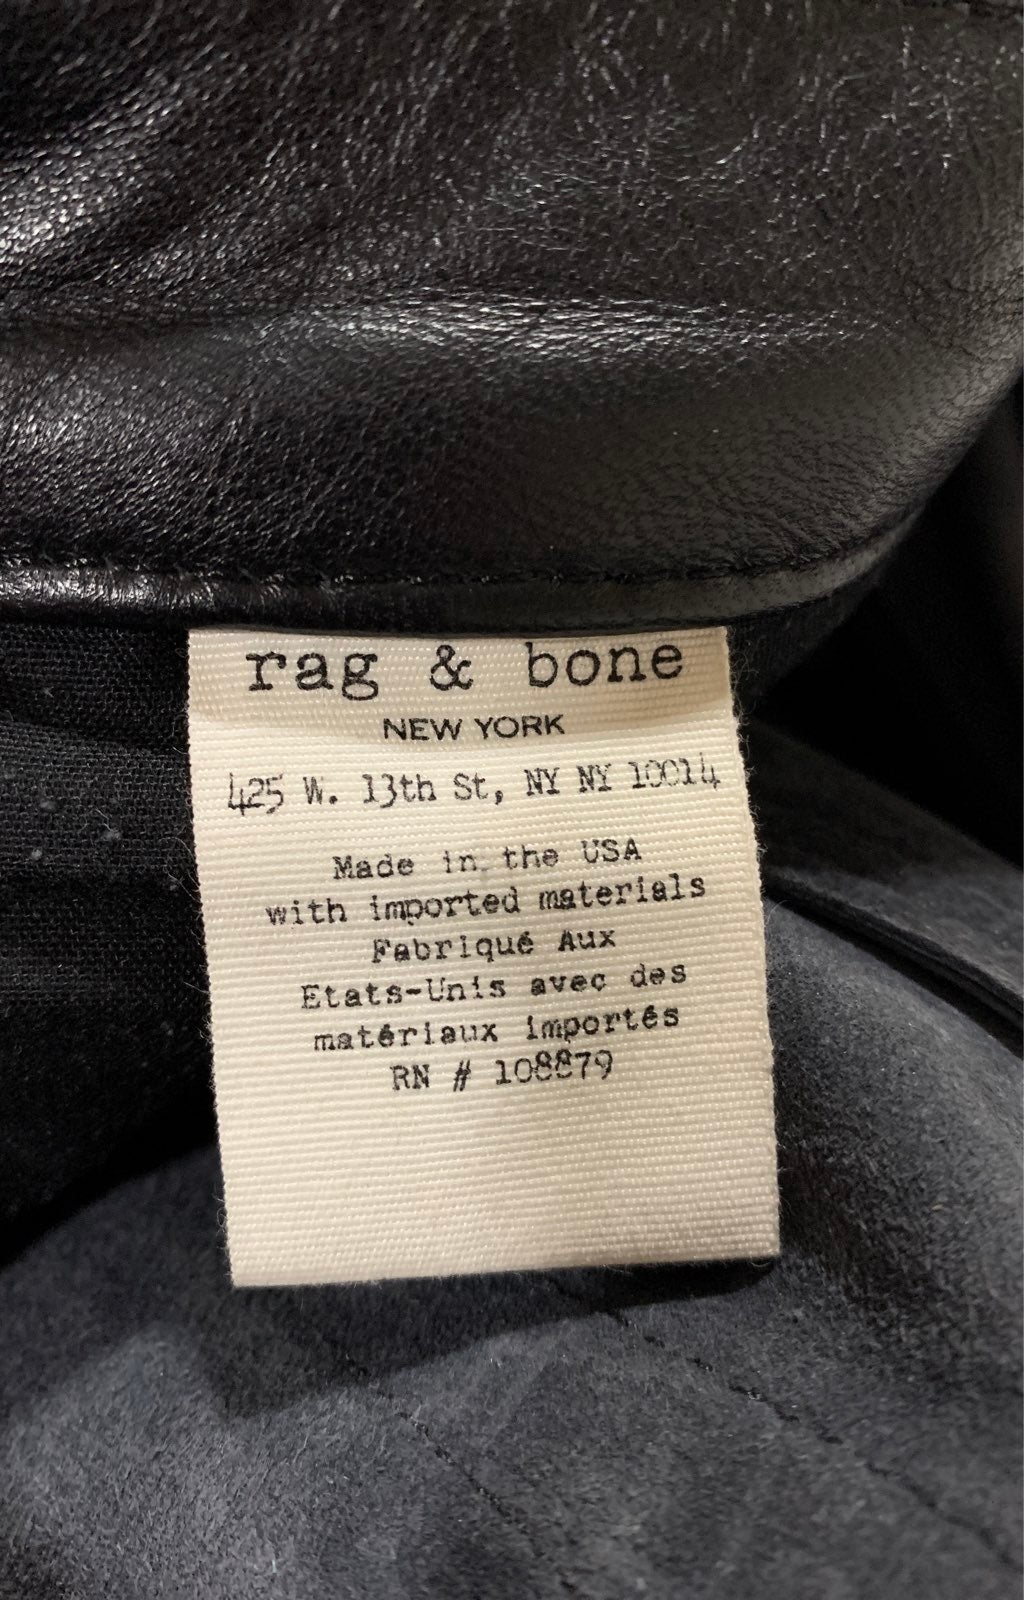 rag & bone
NEW YORK
425 W. 13th St, NY NY 10014
Made in the USA
with imported materials
Fabriqué Aux
Etats-Unis avec des
matériaux importés
RN # 108879